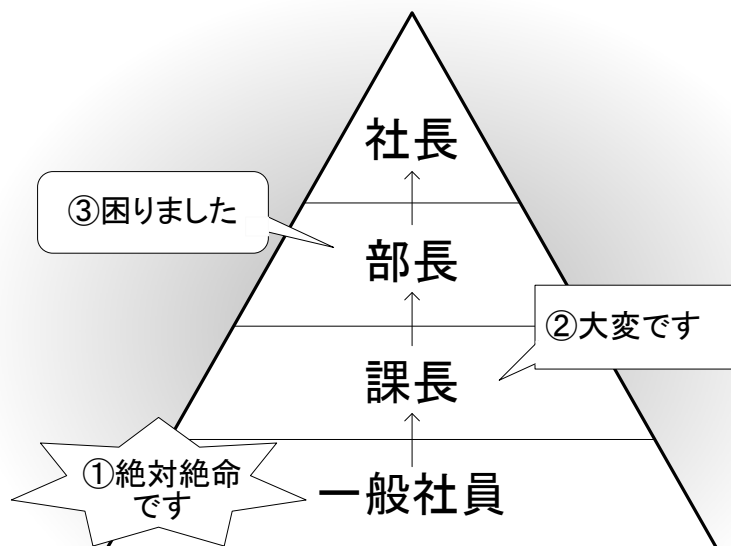 社長
③困りました
部長
②大変です
課長
①絶対絶命
です
一般社員